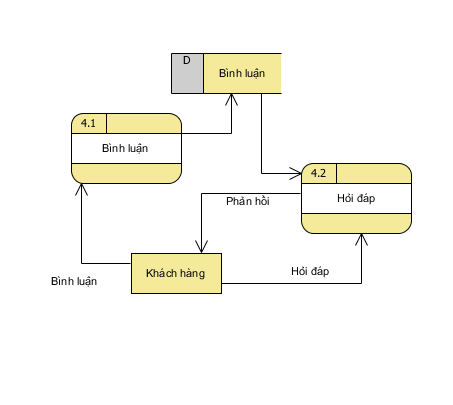 D
Bình luận
4.1
Bình luận
4.2
Hỏi đáp
Phản hồi
Khách hàng
Hỏi đáp
Bình luận